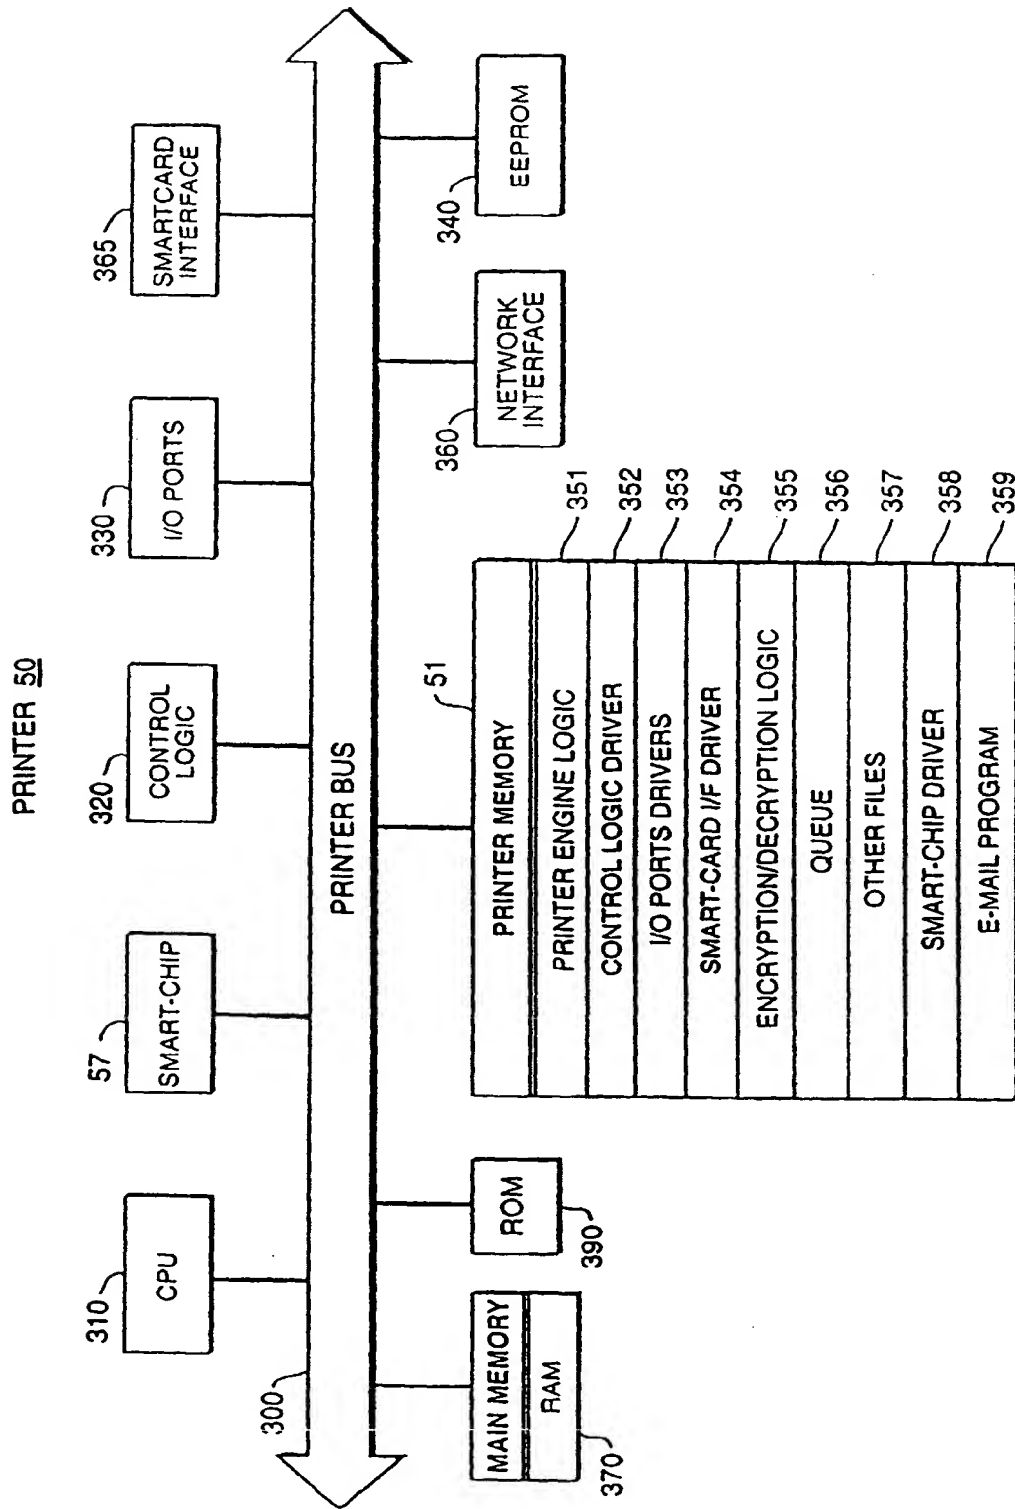 PRINTER 50
310
CPU
57
SMART-CHIP
320
CONTROL
LOGIC
330
I/O PORTS
365
SMARTCARD
INTERFACE
300
PRINTER BUS
MAIN MEMORY
RAM
370
ROM
390
51
PRINTER MEMORY
PRINTER ENGINE LOGIC
351
CONTROL LOGIC DRIVER
352
I/O PORTS DRIVERS
353
SMART-CARD I/F DRIVER
354
ENCRYPTION/DECRYPTION LOGIC
355
QUEUE
356
OTHER FILES
357
SMART-CHIP DRIVER
358
E-MAIL PROGRAM
359
360
NETWORK
INTERFACE
340
EEPROM